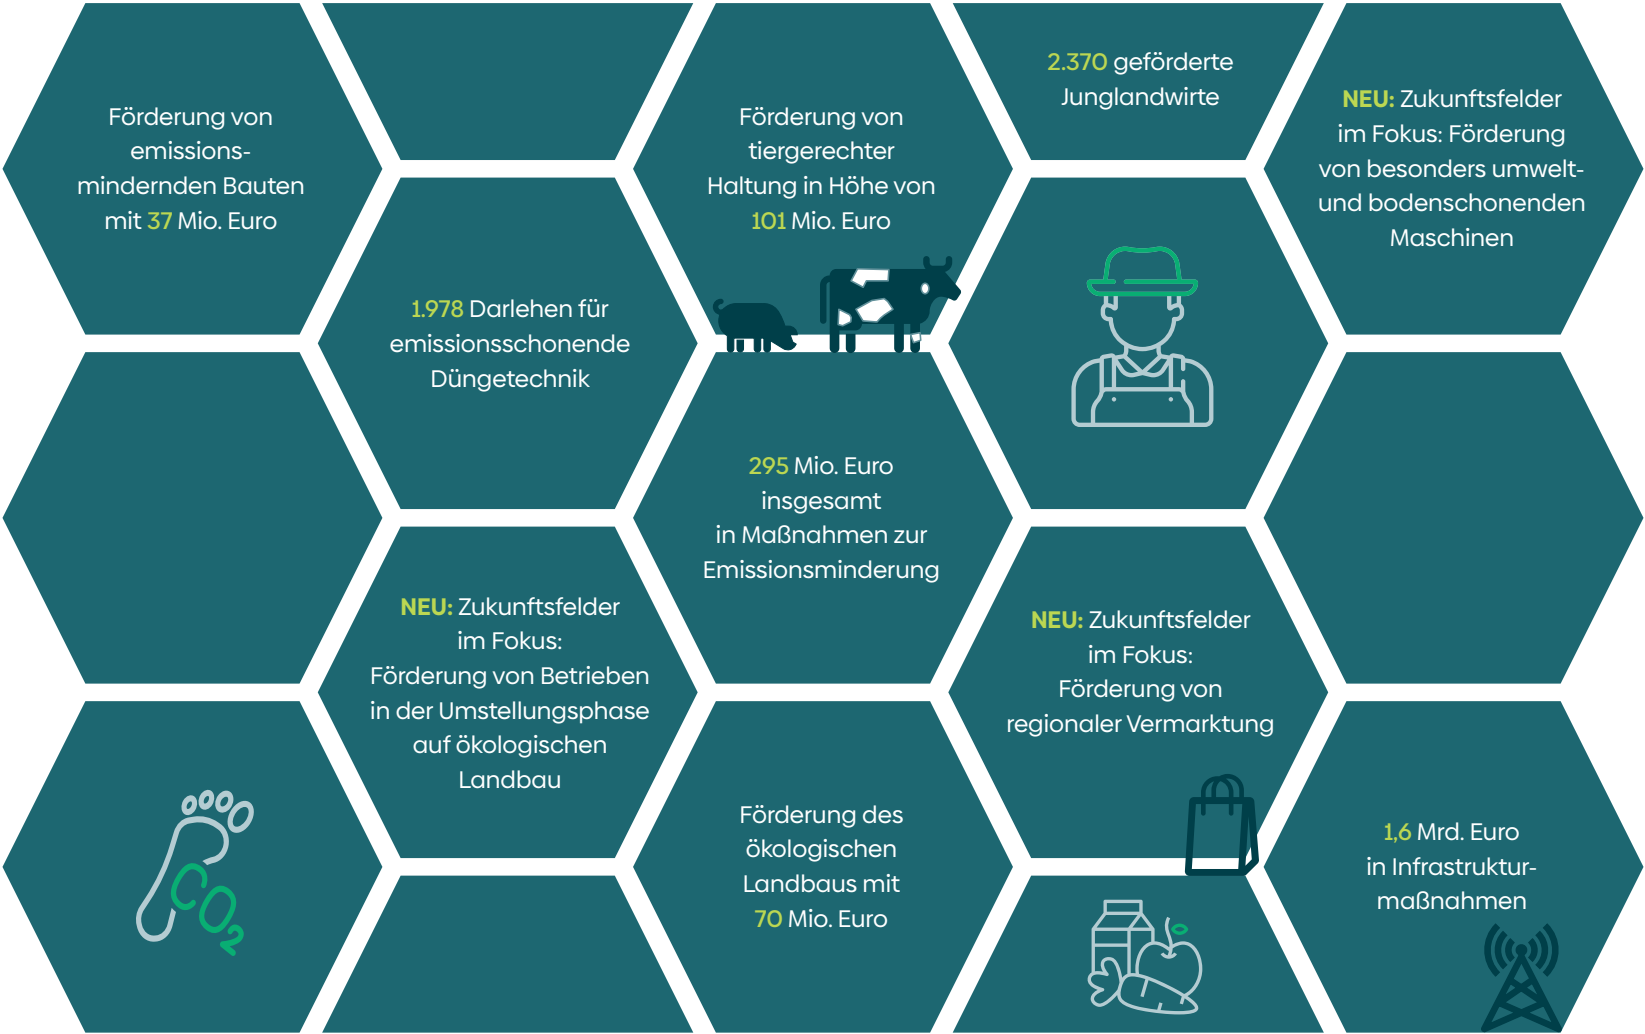 Förderung von
emissions-
mindernden Bauten
mit 37 Mio. Euro
1.978 Darlehen für
emissionsschonende
Düngetechnik
Förderung von
tiergerechter
Haltung in Höhe von
101 Mio. Euro
2.370 geförderte
Junglandwirte
NEU: Zukunftsfelder
im Fokus: Förderung
von besonders umwelt-
und bodenschonenden
Maschinen
295 Mio. Euro
insgesamt
in Maßnahmen zur
Emissionsminderung
NEU: Zukunftsfelder
im Fokus:
Förderung von Betrieben
in der Umstellungsphase
auf ökologischen
Landbau
NEU: Zukunftsfelder
im Fokus:
Förderung von
regionaler Vermarktung
CO₂
Förderung des
ökologischen
Landbaus mit
70 Mio. Euro
1,6 Mrd. Euro
in Infrastruktur-
maßnahmen